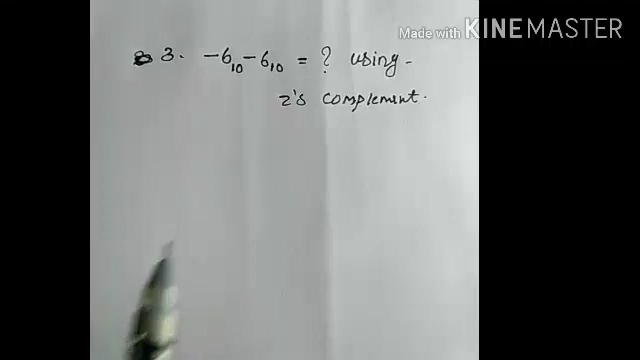 Made with KINEMASTER
3. -6₁₀ -6₁₀ = ? using
2's complement.